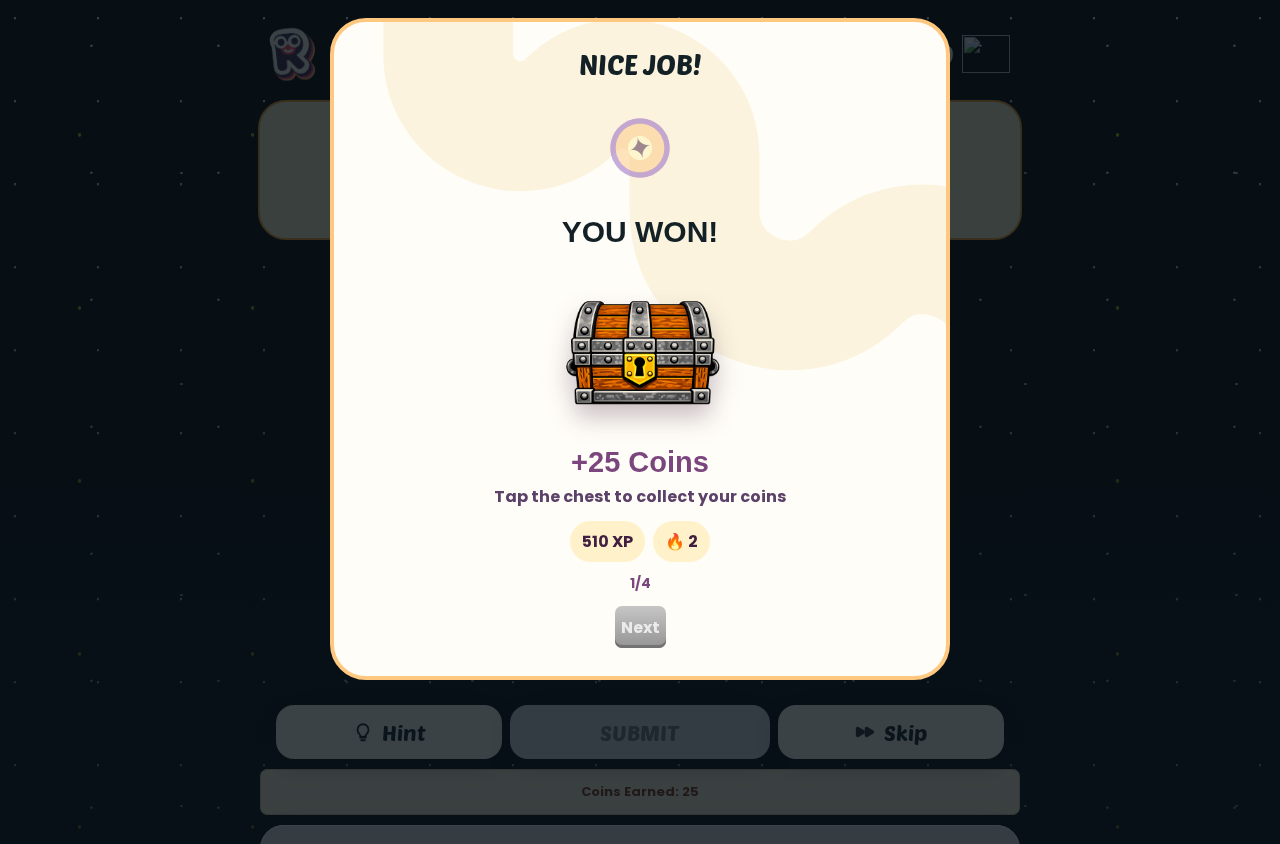 NICE JOB!
YOU WON!
+25 Coins
Tap the chest to collect your coins
510 XP
🔥 2
1/4
Next
Hint
SUBMIT
Skip
Coins Earned: 25